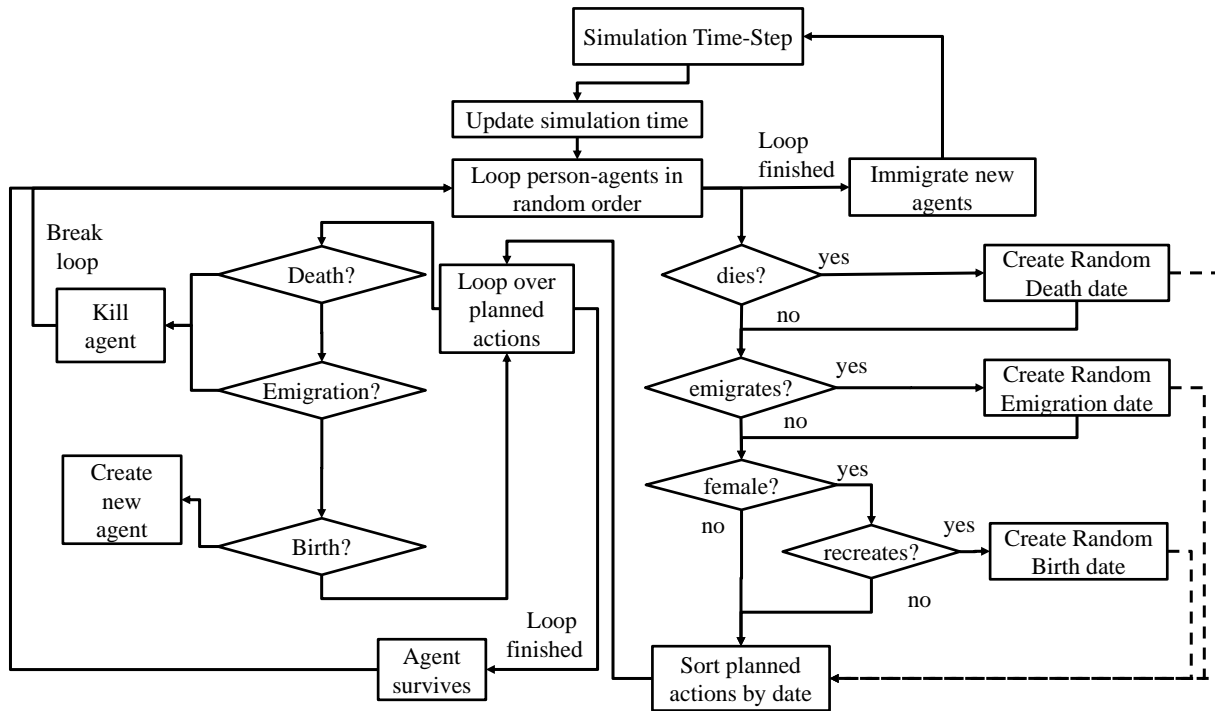 Simulation Time-Step
Update simulation time
Loop
finished
Loop person-agents in
random order
Immigrate new
agents
Break
loop
Death?
Loop over
planned
actions
dies?
yes
Create Random
Death date
no
Kill
agent
Emigration?
emigrates?
yes
Create Random
Emigration date
no
Create
new
agent
female?
yes
no
Birth?
recreates?
yes
Create Random
Birth date
no
Loop
finished
Agent
survives
Sort planned
actions by date